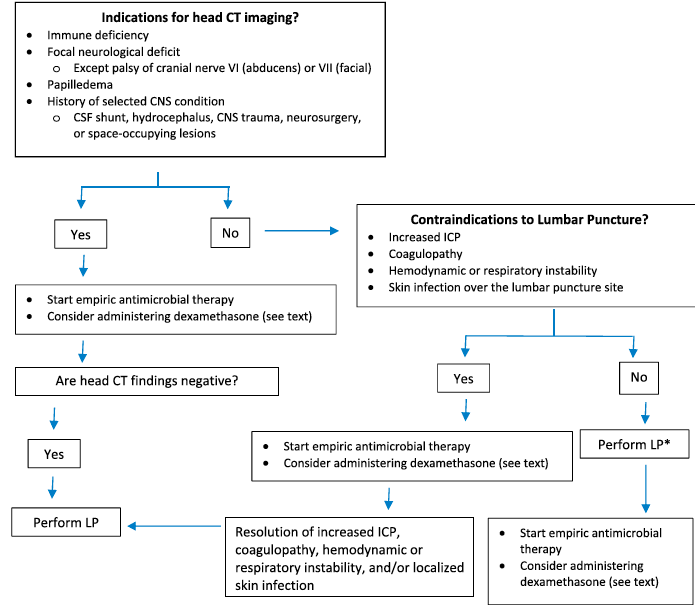 Indications for head CT imaging?
• Immune deficiency
• Focal neurological deficit
o Except palsy of cranial nerve VI (abducens) or VII (facial)
• Papilledema
• History of selected CNS condition
o CSF shunt, hydrocephalus, CNS trauma, neurosurgery,
or space-occupying lesions
Yes
No
Contraindications to Lumbar Puncture?
• Increased ICP
• Coagulopathy
• Hemodynamic or respiratory instability
• Skin infection over the lumbar puncture site
• Start empiric antimicrobial therapy
• Consider administering dexamethasone (see text)
Are head CT findings negative?
Yes
No
Yes
Perform LP*
• Start empiric antimicrobial therapy
• Consider administering dexamethasone (see text)
Perform LP
Resolution of increased ICP,
coagulopathy, hemodynamic or
respiratory instability, and/or localized
skin infection
• Start empiric antimicrobial
therapy
• Consider administering
dexamethasone (see text)